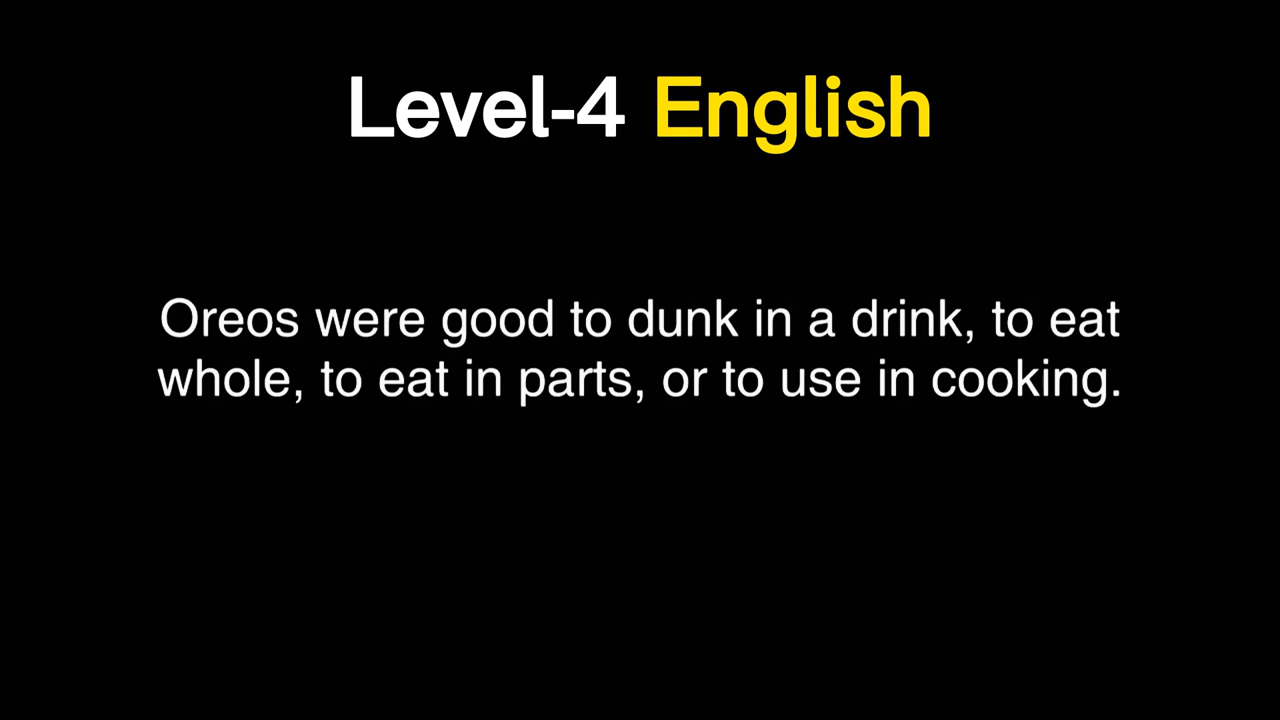 Level-4 English
Oreos were good to dunk in a drink, to eat
whole, to eat in parts, or to use in cooking.